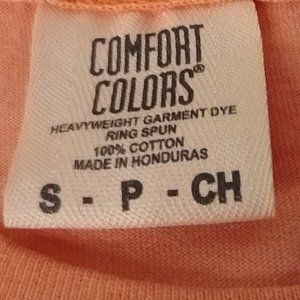 COMFORT
COLORS®
HEAVYWEIGHT GARMENT DYE
RING SPUN
100% COTTON
MADE IN HONDURAS
S - P - CH